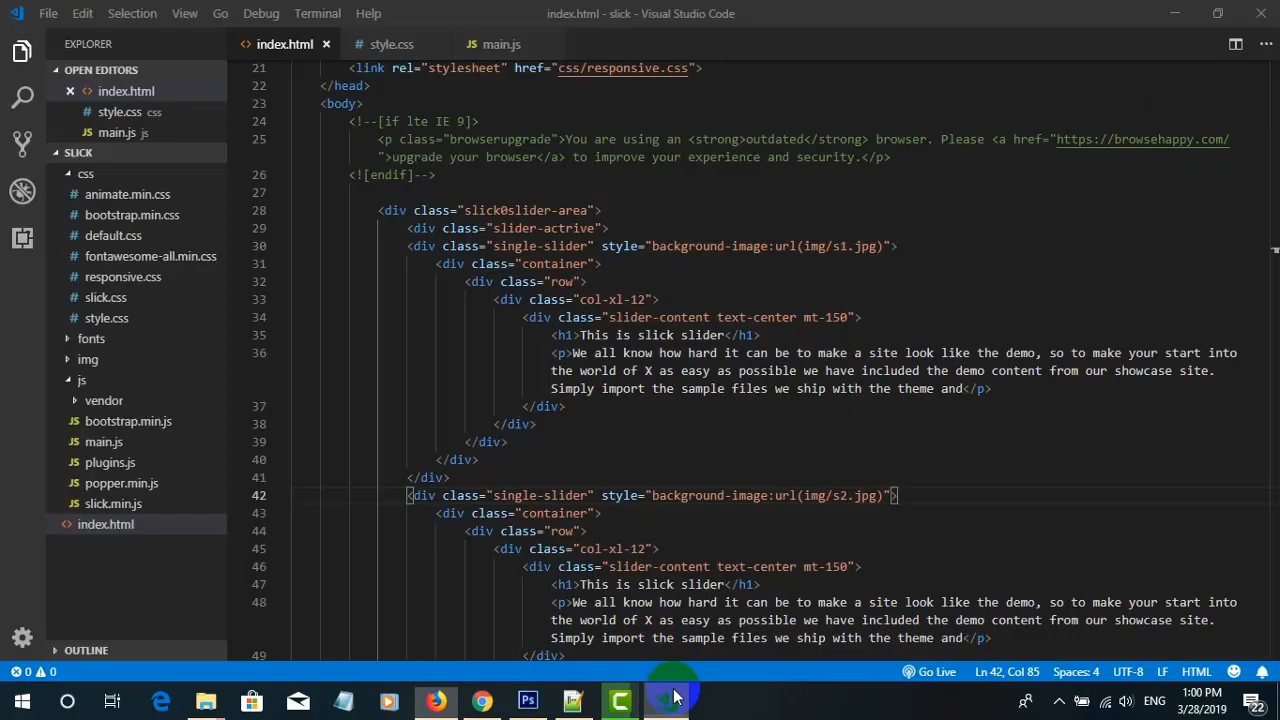 File Edit Selection View Go Debug Terminal Help
index.html - slick - Visual Studio Code
EXPLORER
index.html
style.css
main.js
OPEN EDITORS
index.html
style.css css
main.js js
SLICK
css
animate.min.css
bootstrap.min.css
default.css
fontawesome-all.min.css
responsive.css
slick.css
style.css
fonts
img
js
vendor
bootstrap.min.js
main.js
plugins.js
popper.min.js
slick.min.js
index.html
OUTLINE
21 <link rel="stylesheet" href="css/responsive.css">
22 </head>
23 <body>
24 <!--[if lte IE 9]>
25 <p class="browserupgrade">You are using an <strong>outdated</strong> browser. Please <a href="https://browsehappy.com/
">upgrade your browser</a> to improve your experience and security.</p>
26 <![endif]-->
27
28 <div class="slick0slider-area">
29 <div class="slider-actrive">
30 <div class="single-slider" style="background-image:url(img/s1.jpg)">
31 <div class="container">
32 <div class="row">
33 <div class="col-xl-12">
34 <div class="slider-content text-center mt-150">
35 <h1>This is slick slider</h1>
36 <p>We all know how hard it can be to make a site look like the demo, so to make your start into
the world of X as easy as possible we have included the demo content from our showcase site.
Simply import the sample files we ship with the theme and</p>
37 </div>
38 </div>
39 </div>
40 </div>
41 </div>
42 <div class="single-slider" style="background-image:url(img/s2.jpg)">
43 <div class="container">
44 <div class="row">
45 <div class="col-xl-12">
46 <div class="slider-content text-center mt-150">
47 <h1>This is slick slider</h1>
48 <p>We all know how hard it can be to make a site look like the demo, so to make your start into
the world of X as easy as possible we have included the demo content from our showcase site.
Simply import the sample files we ship with the theme and</p>
49 </div>
0 0
Go Live Ln 42, Col 85 Spaces: 4 UTF-8 LF HTML
Ps
ENG
1:00 PM
3/28/2019
22